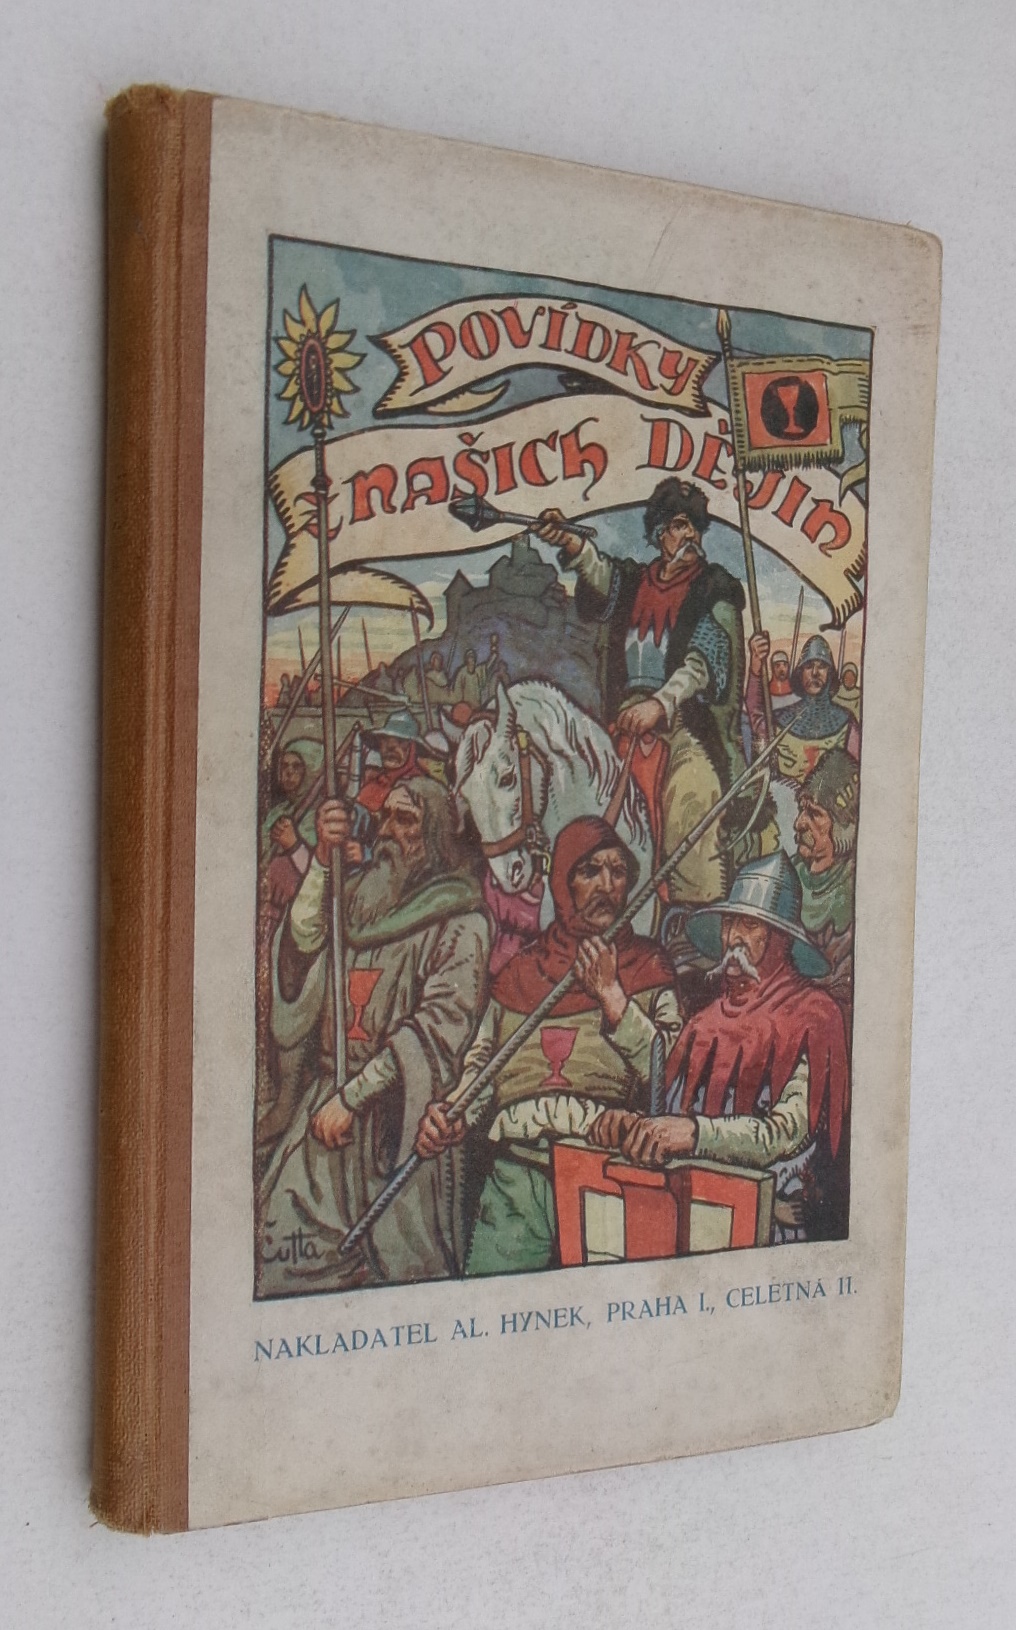 POVÍDKY
Z NAŠICH DĚJIN
Cutta
NAKLADATEL AL. HYNEK, PRAHA I., CELETNÁ 11.